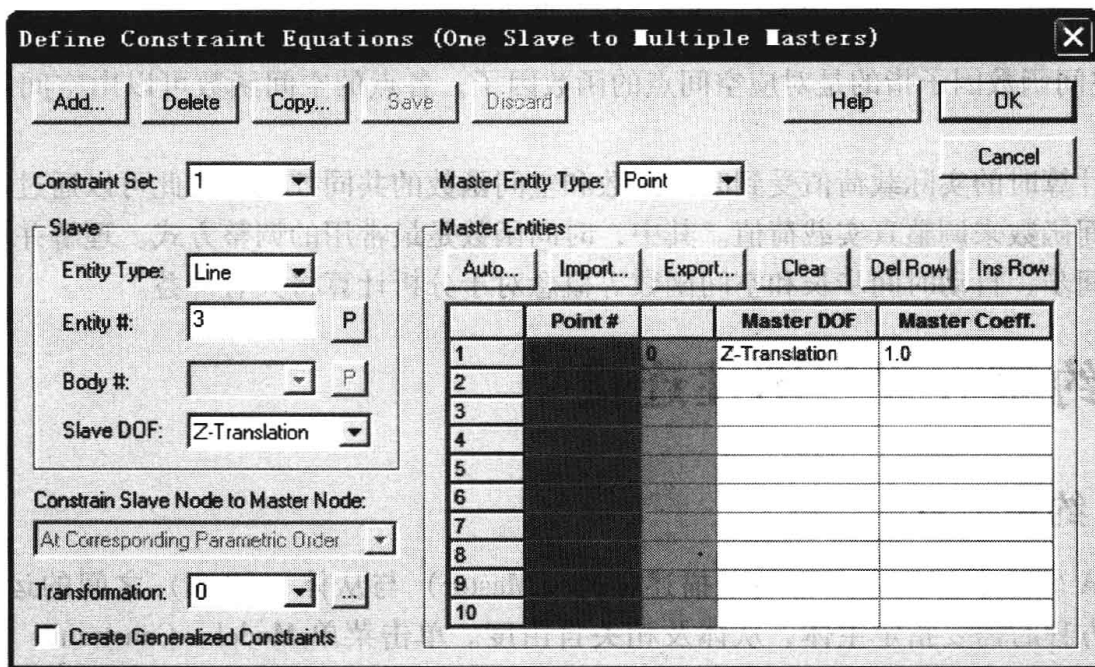 Define Constraint Equations (One Slave to Multiple Masters)
Add... Delete Copy... Save Discard Help OK
Cancel
Constraint Set: 1 Master Entity Type: Point
Slave Master Entities
Entity Type: Line Auto... Import... Export... Clear Del Row Ins Row
Entity #: 3 P
Body #: P
Slave DOF: Z-Translation
Point # Master DOF Master Coeff.
1 0 Z-Translation 1.0
2
3
4
5
6
7
8
9
10
Constrain Slave Node to Master Node:
At Corresponding Parametric Order
Transformation: 0 ...
Create Generalized Constraints